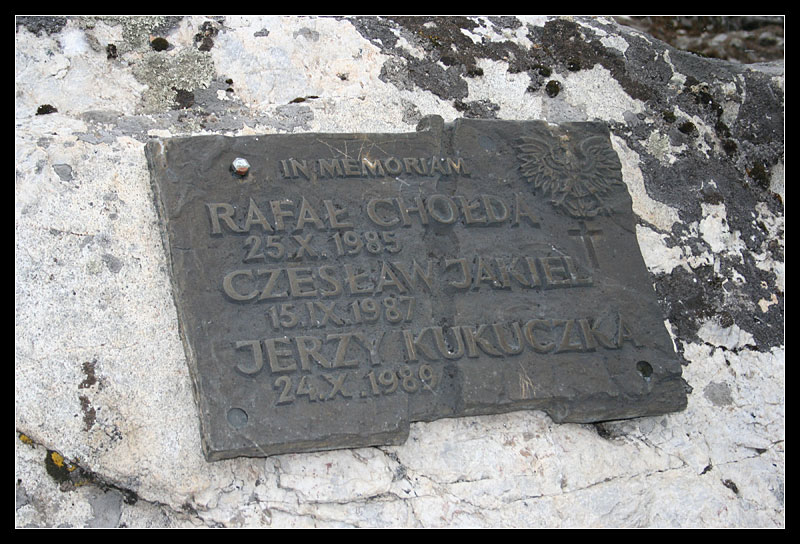 IN MEMORIAM
RAFAŁ CHOŁDA
25.X.1985
CZESŁAW JAKIEL
15.IX.1987
JERZY KUKUCZKA
24.X.1989